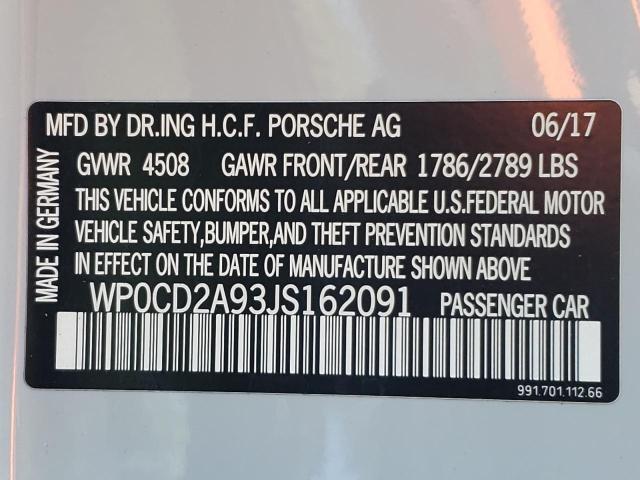 MFD BY DR.ING H.C.F. PORSCHE AG 06/17
GVWR 4508 GAWR FRONT/REAR 1786/2789 LBS
THIS VEHICLE CONFORMS TO ALL APPLICABLE U.S.FEDERAL MOTOR
VEHICLE SAFETY,BUMPER,AND THEFT PREVENTION STANDARDS
IN EFFECT ON THE DATE OF MANUFACTURE SHOWN ABOVE
WP0CD2A93JS162091 PASSENGER CAR
991.701.112.66
MADE IN GERMANY